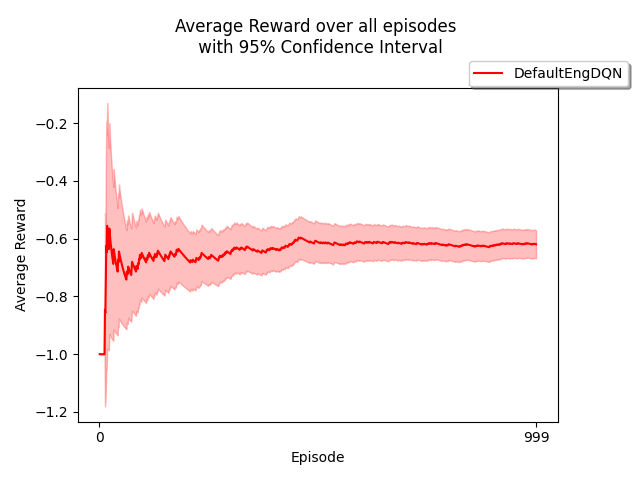 Average Reward over all episodes
with 95% Confidence Interval
DefaultEngDQN
−0.2
−0.4
−0.6
−0.8
−1.0
−1.2
Average Reward
0
999
Episode